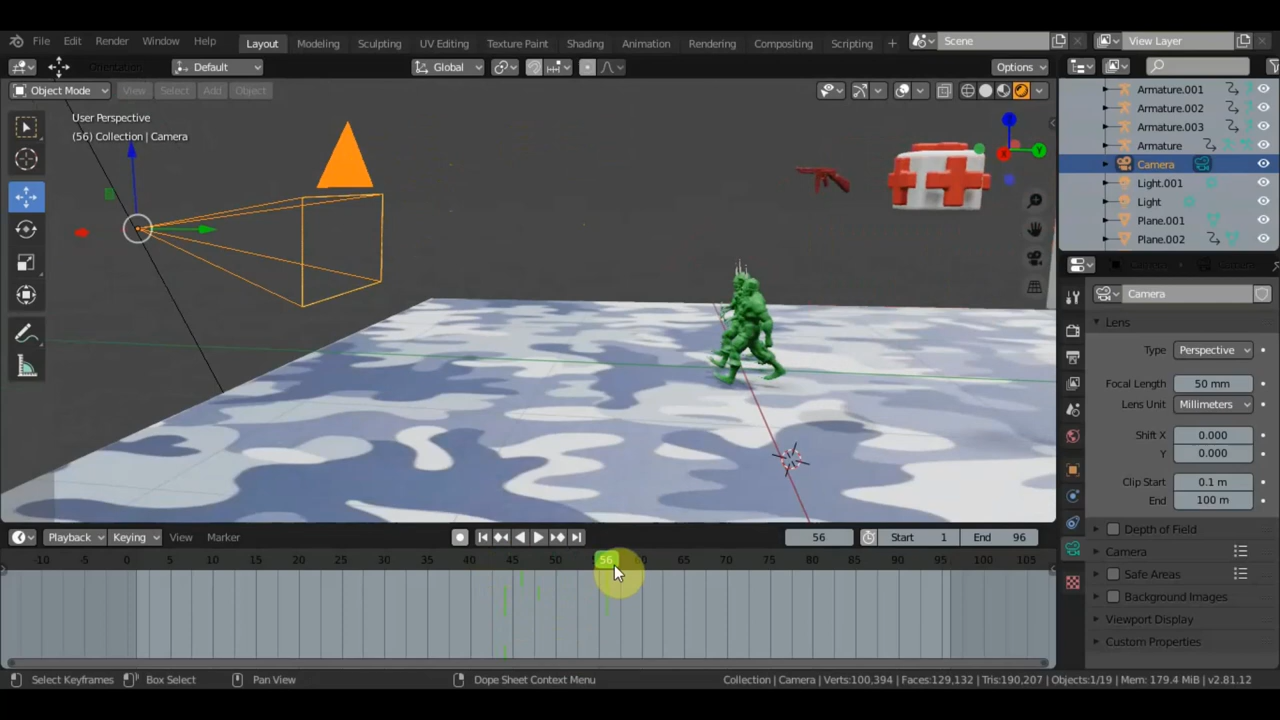 File Edit Render Window Help Layout Modeling Sculpting UV Editing Texture Paint Shading Animation Rendering Compositing Scripting + Scene View Layer
Orientation Default Global Options
Object Mode View Select Add Object
User Perspective
(56) Collection | Camera
Z
Y
X
Armature.001
Armature.002
Armature.003
Armature
Camera
Light.001
Light
Plane.001
Plane.002
Camera
Lens
Type Perspective
Focal Length 50 mm
Lens Unit Millimeters
Shift X 0.000
Y 0.000
Clip Start 0.1 m
End 100 m
Depth of Field
Camera
Safe Areas
Background Images
Viewport Display
Custom Properties
Playback Keying View Marker 56 Start 1 End 96
-10 0 10 15 20 25 30 35 40 45 50 56 60 65 70 75 80 85 90 95 100 105
Select Keyframes Box Select Pan View Dope Sheet Context Menu Collection | Camera | Verts:100,394 | Faces:129,132 | Tris:190,207 | Objects:1/19 | Mem: 179.4 MiB | v2.81.12